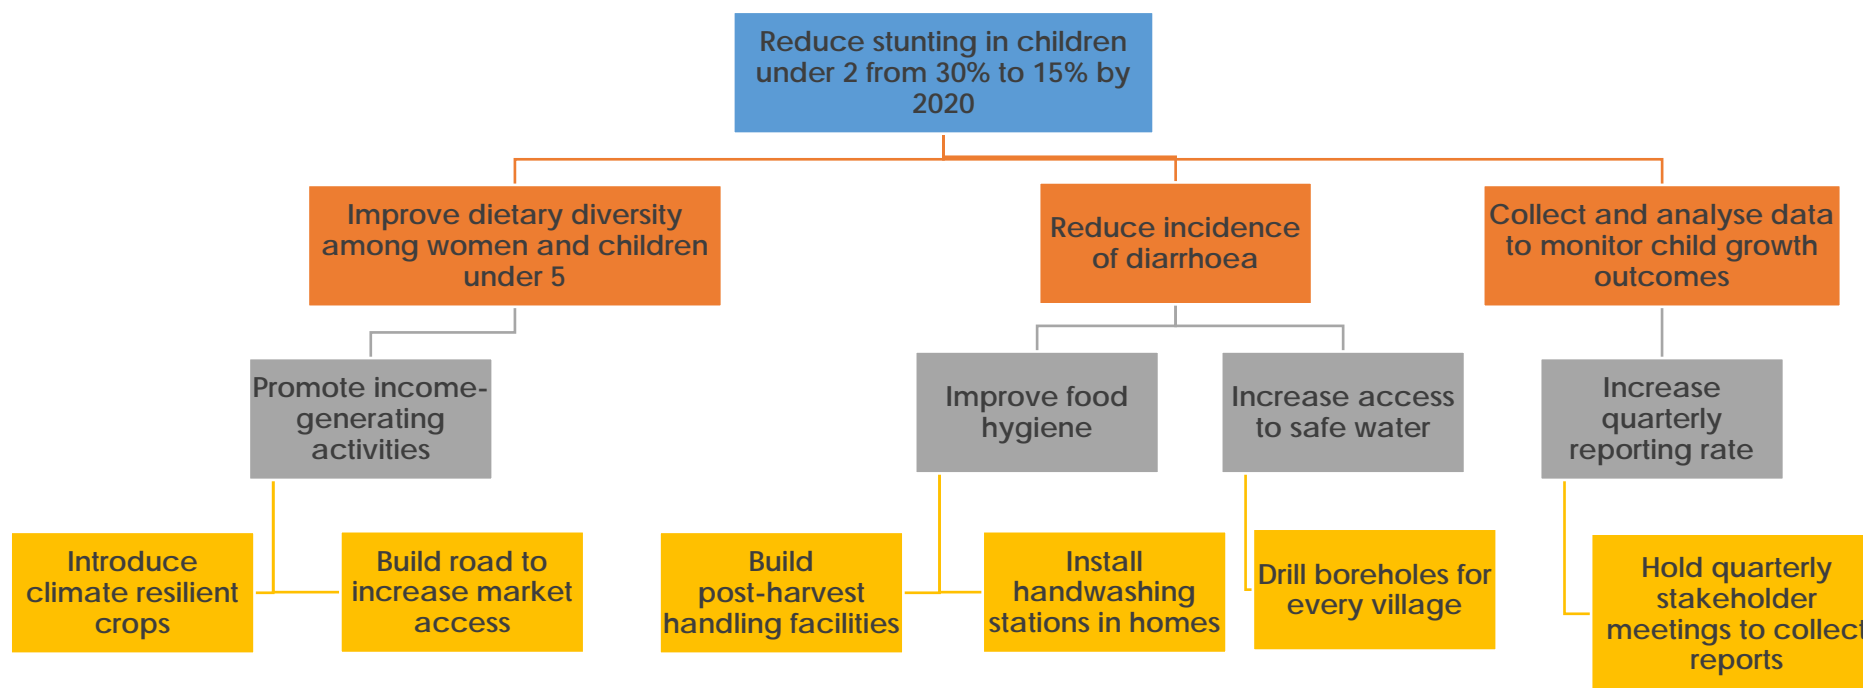 Reduce stunting in children
under 2 from 30% to 15% by
2020
Improve dietary diversity
among women and children
under 5
Reduce incidence
of diarrhoea
Collect and analyse data
to monitor child growth
outcomes
Promote income-
generating
activities
Improve food
hygiene
Increase access
to safe water
Increase
quarterly
reporting rate
Introduce
climate resilient
crops
Build road to
increase market
access
Build
post-harvest
handling facilities
Install
handwashing
stations in homes
Drill boreholes for
every village
Hold quarterly
stakeholder
meetings to collect
reports